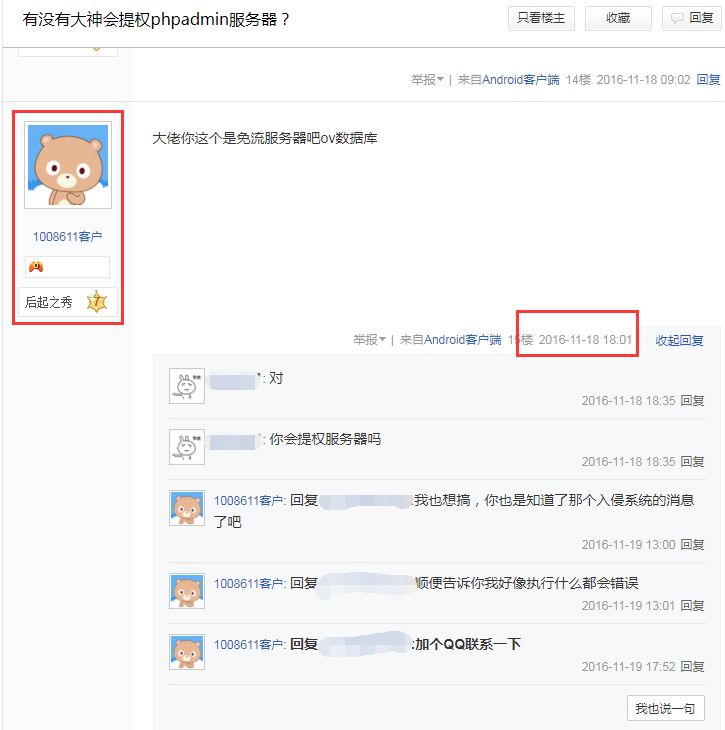 有没有大神会提权phpadmin服务器？
只看楼主 收藏 回复
举报 | 来自Android客户端 14楼 2016-11-18 09:02 回复
大佬你这个是免流服务器吧ov数据库
1008611客户
后起之秀 7
举报 | 来自Android客户端 15楼 2016-11-18 18:01 收起回复
: 对
2016-11-18 18:35 回复
: 你会提权服务器吗
2016-11-18 18:35 回复
1008611客户: 回复 :我也想搞，你也是知道了那个入侵系统的消息
了吧
2016-11-19 13:00 回复
1008611客户: 回复 顺便告诉你我好像执行什么都会错误
2016-11-19 13:01 回复
1008611客户: 回复 :加个QQ联系一下
2016-11-19 17:52 回复
我也说一句